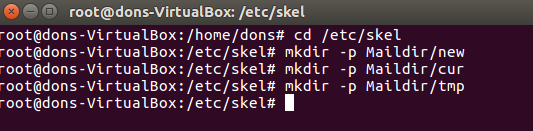 root@dons-VirtualBox: /etc/skel
root@dons-VirtualBox:/home/dons# cd /etc/skel
root@dons-VirtualBox:/etc/skel# mkdir -p Maildir/new
root@dons-VirtualBox:/etc/skel# mkdir -p Maildir/cur
root@dons-VirtualBox:/etc/skel# mkdir -p Maildir/tmp
root@dons-VirtualBox:/etc/skel#